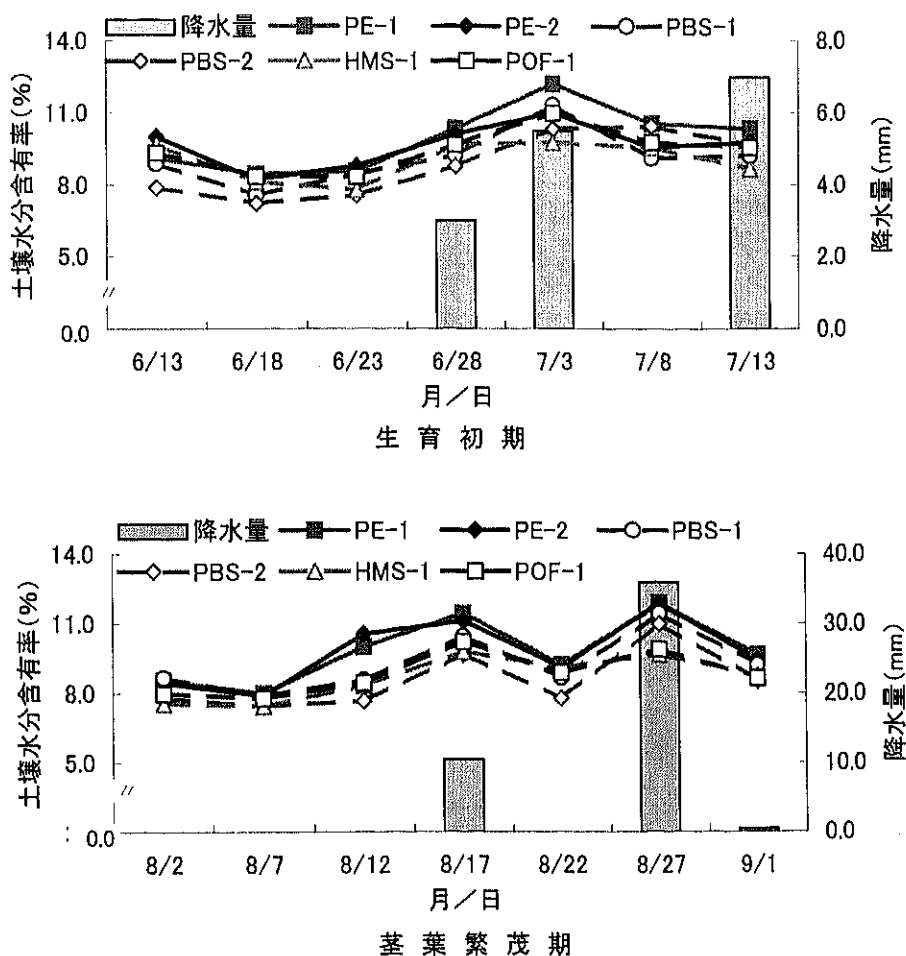 降水量 PE-1 PE-2 PBS-1
PBS-2 HMS-1 POF-1
土壌水分含有率(%)
14.0
11.0
8.0
5.0
0.0
8.0
6.0
4.0
2.0
0.0
降水量(mm)
6/13 6/18 6/23 6/28 7/3 7/8 7/13
月/日
生育初期
降水量 PE-1 PE-2 PBS-1
PBS-2 HMS-1 POF-1
土壌水分含有率(%)
14.0
11.0
8.0
5.0
0.0
40.0
30.0
20.0
10.0
0.0
降水量(mm)
8/2 8/7 8/12 8/17 8/22 8/27 9/1
月/日
茎葉繁茂期